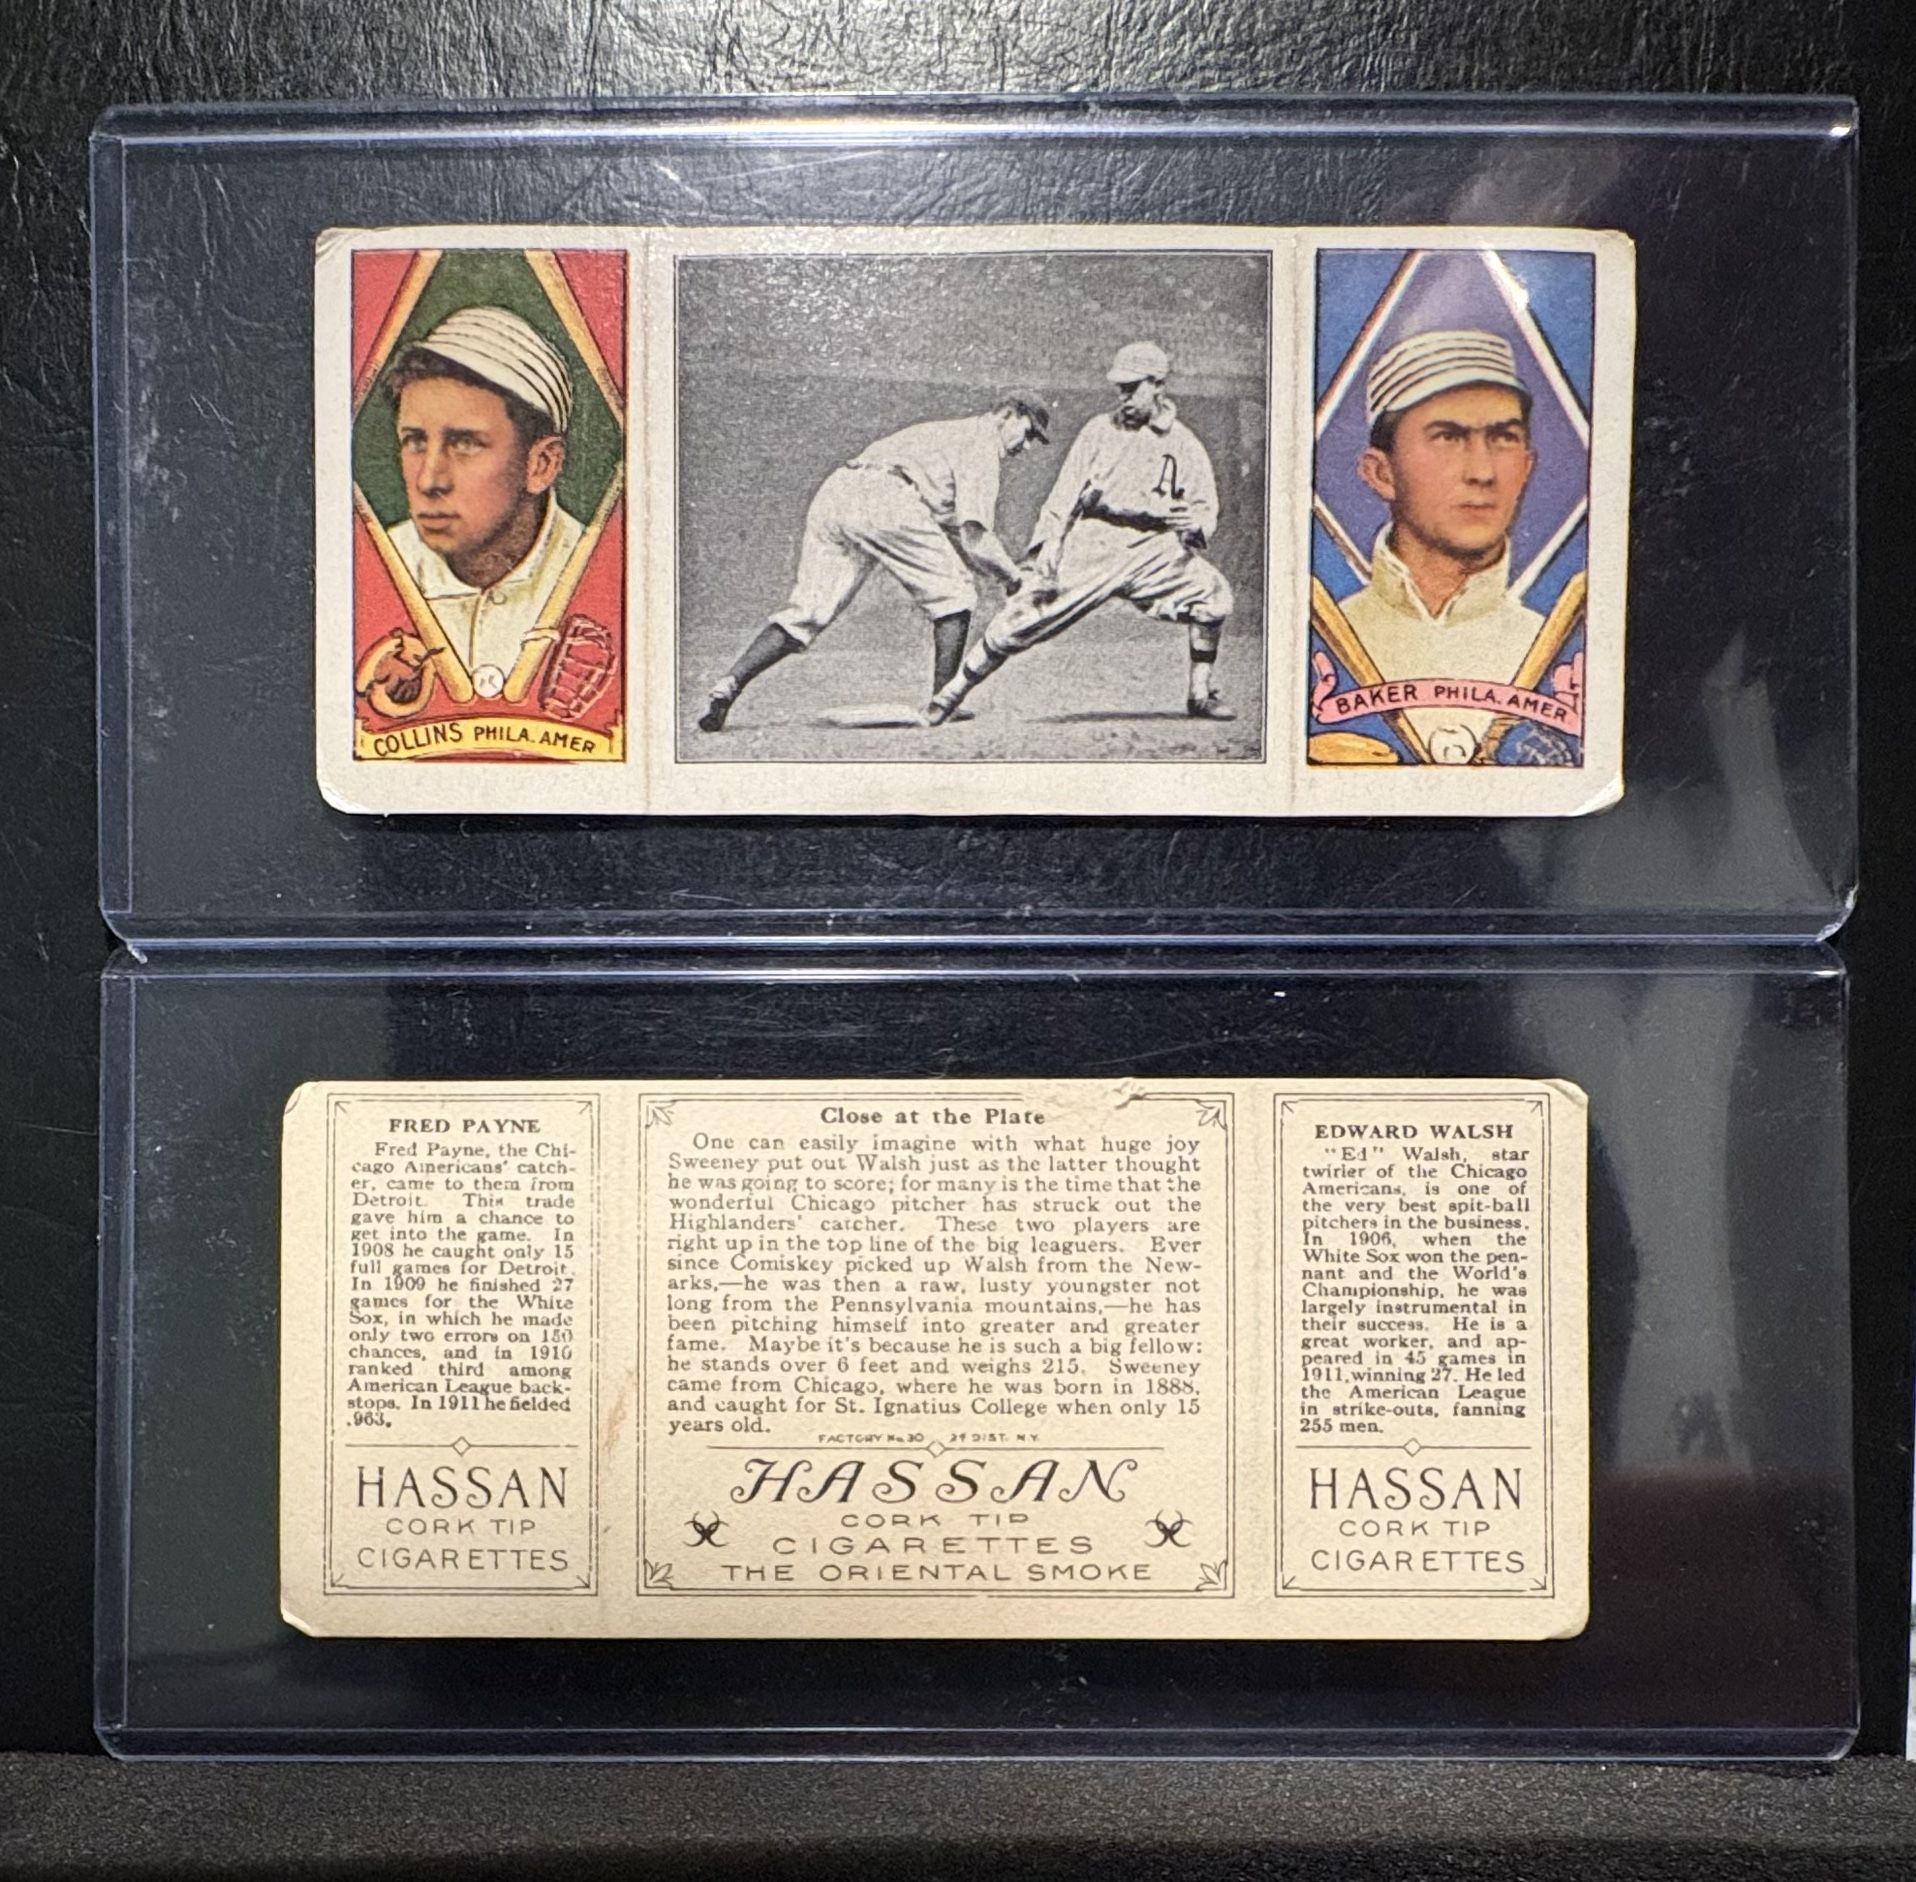 COLLINS PHILA. AMER
A
BAKER PHILA. AMER
FRED PAYNE
Fred Payne, the Chi-
cago Americans' catch-
er, came to them from
Detroit. This trade
gave him a chance to
get into the game. In
1908 he caught only 15
full games for Detroit.
In 1909 he finished 27
games for the White
Sox, in which he made
only two errors on 150
chances, and in 1910
ranked third among
American League back-
stops. In 1911 he fielded
.963.
HASSAN
CORK TIP
CIGARETTES
Close at the Plate
One can easily imagine with what huge joy
Sweeney put out Walsh just as the latter thought
he was going to score; for many is the time that the
wonderful Chicago pitcher has struck out the
Highlanders' catcher. These two players are
right up in the top line of the big leaguers. Ever
since Comiskey picked up Walsh from the New-
arks,—he was then a raw, lusty youngster not
long from the Pennsylvania mountains,—he has
been pitching himself into greater and greater
fame. Maybe it's because he is such a big fellow:
he stands over 6 feet and weighs 215. Sweeney
came from Chicago, where he was born in 1888,
and caught for St. Ignatius College when only 15
years old.
FACTORY No. 30 2d DIST. N.Y.
HASSAN
CORK TIP
CIGARETTES
THE ORIENTAL SMOKE
EDWARD WALSH
"Ed" Walsh, star
twirler of the Chicago
Americans, is one of
the very best spit-ball
pitchers in the business.
In 1906, when the
White Sox won the pen-
nant and the World's
Championship, he was
largely instrumental in
their success. He is a
great worker, and ap-
peared in 45 games in
1911, winning 27. He led
the American League
in strike-outs, fanning
255 men.
HASSAN
CORK TIP
CIGARETTES